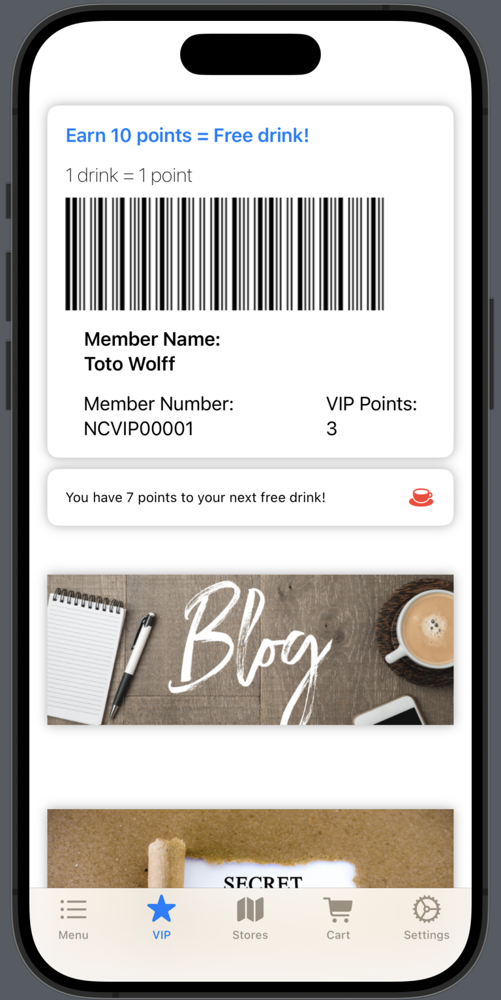 Earn 10 points = Free drink!
1 drink = 1 point
Member Name:
Toto Wolff
Member Number:
NCVIP00001
VIP Points:
3
You have 7 points to your next free drink!
Blog
SECRET
Menu
VIP
Stores
Cart
Settings